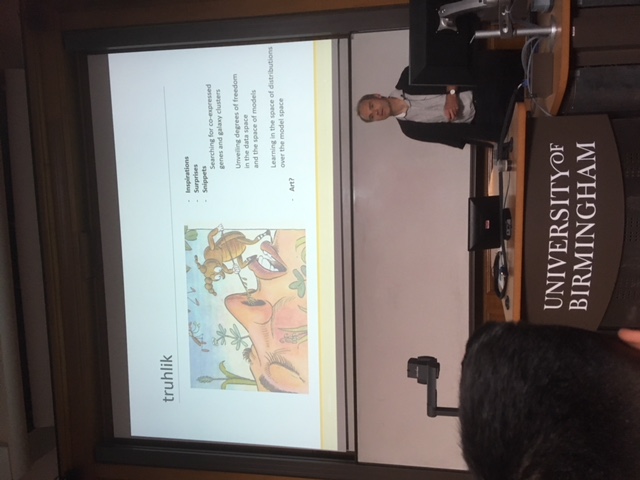 truhlik
- Inspirations
- Surprises
- Snippets
Searching for co-expressed
genes and galaxy clusters
Unveiling degrees of freedom
in the data space
and the space of models
Learning in the space of distributions
over the model space
- Art?
UNIVERSITY OF
BIRMINGHAM